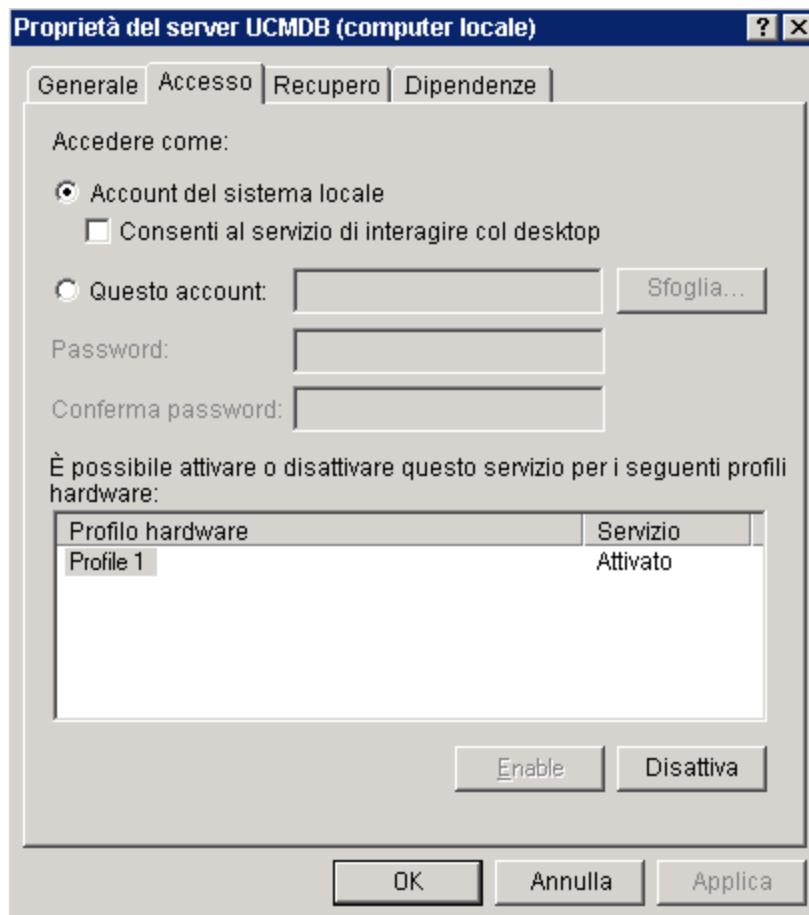 Proprietà del server UCMDB (computer locale)
Generale Accesso Recupero Dipendenze
Accedere come:
Account del sistema locale
Consenti al servizio di interagire col desktop
Questo account: Sfoglia...
Password:
Conferma password:
È possibile attivare o disattivare questo servizio per i seguenti profili
hardware:
Profilo hardware Servizio
Profile 1 Attivato
Enable Disattiva
OK Annulla Applica